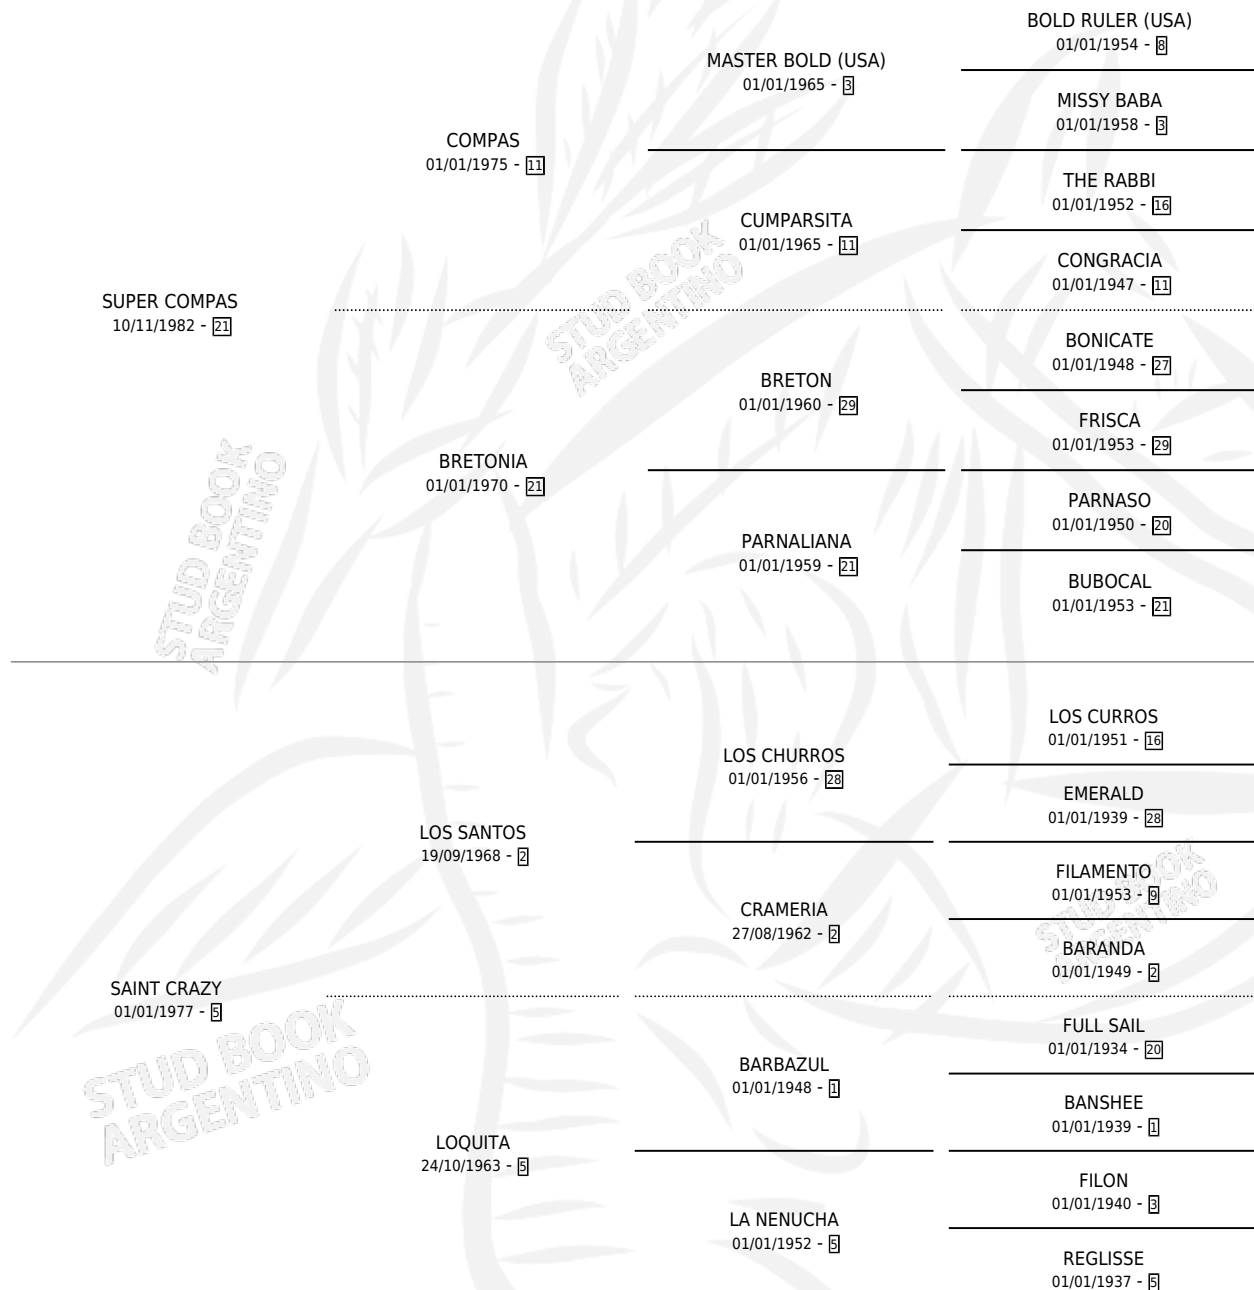 BOLD RULER (USA)
01/01/1954 - 8
MASTER BOLD (USA)
01/01/1965 - 3
MISSY BABA
01/01/1958 - 3
COMPAS
01/01/1975 - 11
THE RABBI
01/01/1952 - 16
CUMPARSITA
01/01/1965 - 11
CONGRACIA
01/01/1947 - 11
SUPER COMPAS
10/11/1982 - 21
STUD BOOK
ARGENTINO
BONICATE
01/01/1948 - 27
BRETON
01/01/1960 - 29
FRISCA
01/01/1953 - 29
BRETONIA
01/01/1970 - 21
PARNASO
01/01/1950 - 20
PARNALIANA
01/01/1959 - 21
BUBOCAL
01/01/1953 - 21
STUD BOOK
ARGENTINO
LOS CURROS
01/01/1951 - 16
LOS CHURROS
01/01/1956 - 28
EMERALD
01/01/1939 - 28
LOS SANTOS
19/09/1968 - 2
FILAMENTO
01/01/1953 - 9
CRAMERIA
27/08/1962 - 2
BARANDA
01/01/1949 - 2
STUD BOOK
ARGENTINO
SAINT CRAZY
01/01/1977 - 5
STUD BOOK
ARGENTINO
FULL SAIL
01/01/1934 - 20
BARBAZUL
01/01/1948 - 1
BANSHEE
01/01/1939 - 1
LOQUITA
24/10/1963 - 5
FILON
01/01/1940 - 3
LA NENUCHA
01/01/1952 - 5
REGLISSE
01/01/1937 - 5